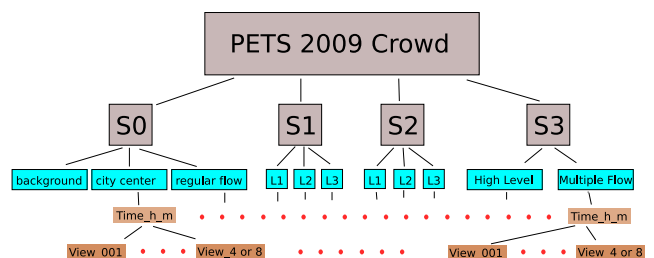 PETS 2009 Crowd
S0 S1 S2 S3
background city center regular flow L1 L2 L3 L1 L2 L3 High Level Multiple Flow
Time_h_m Time_h_m
View_001 View_4 or 8 View_001 View_4 or 8